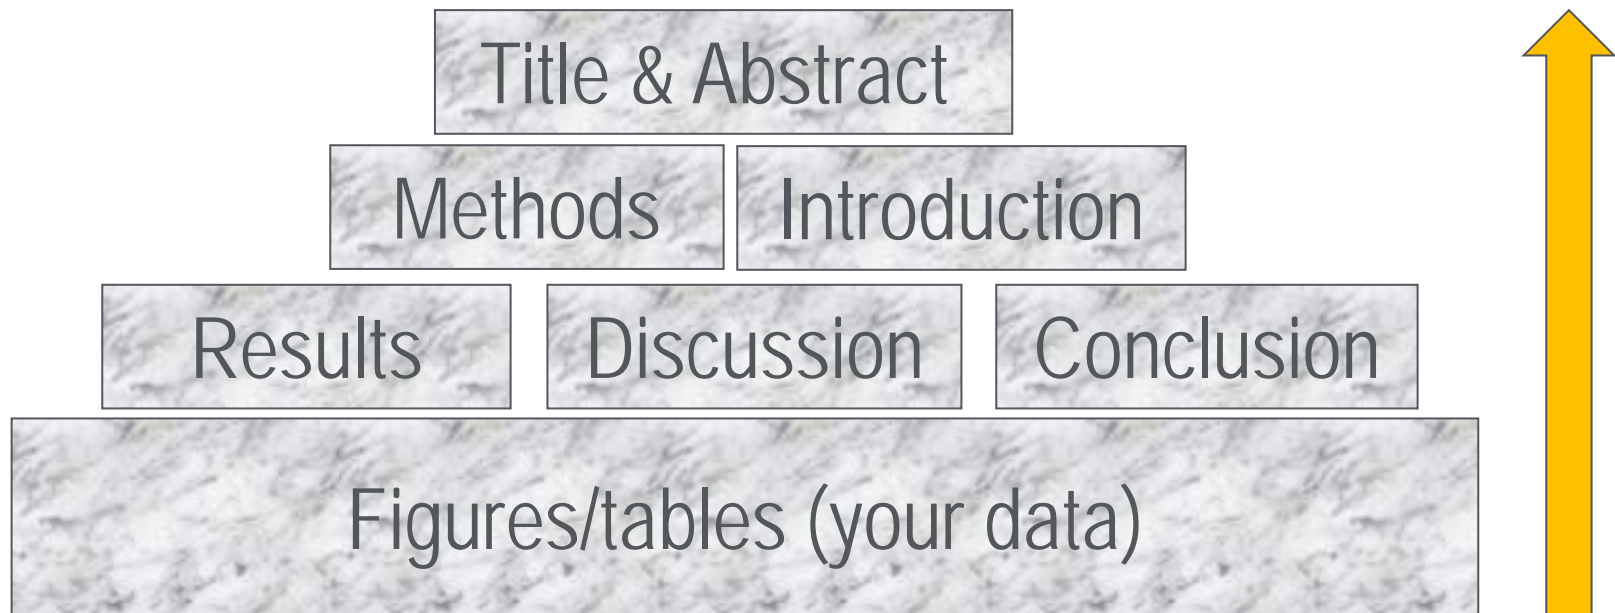 Title & Abstract
Methods Introduction
Results Discussion Conclusion
Figures/tables (your data)